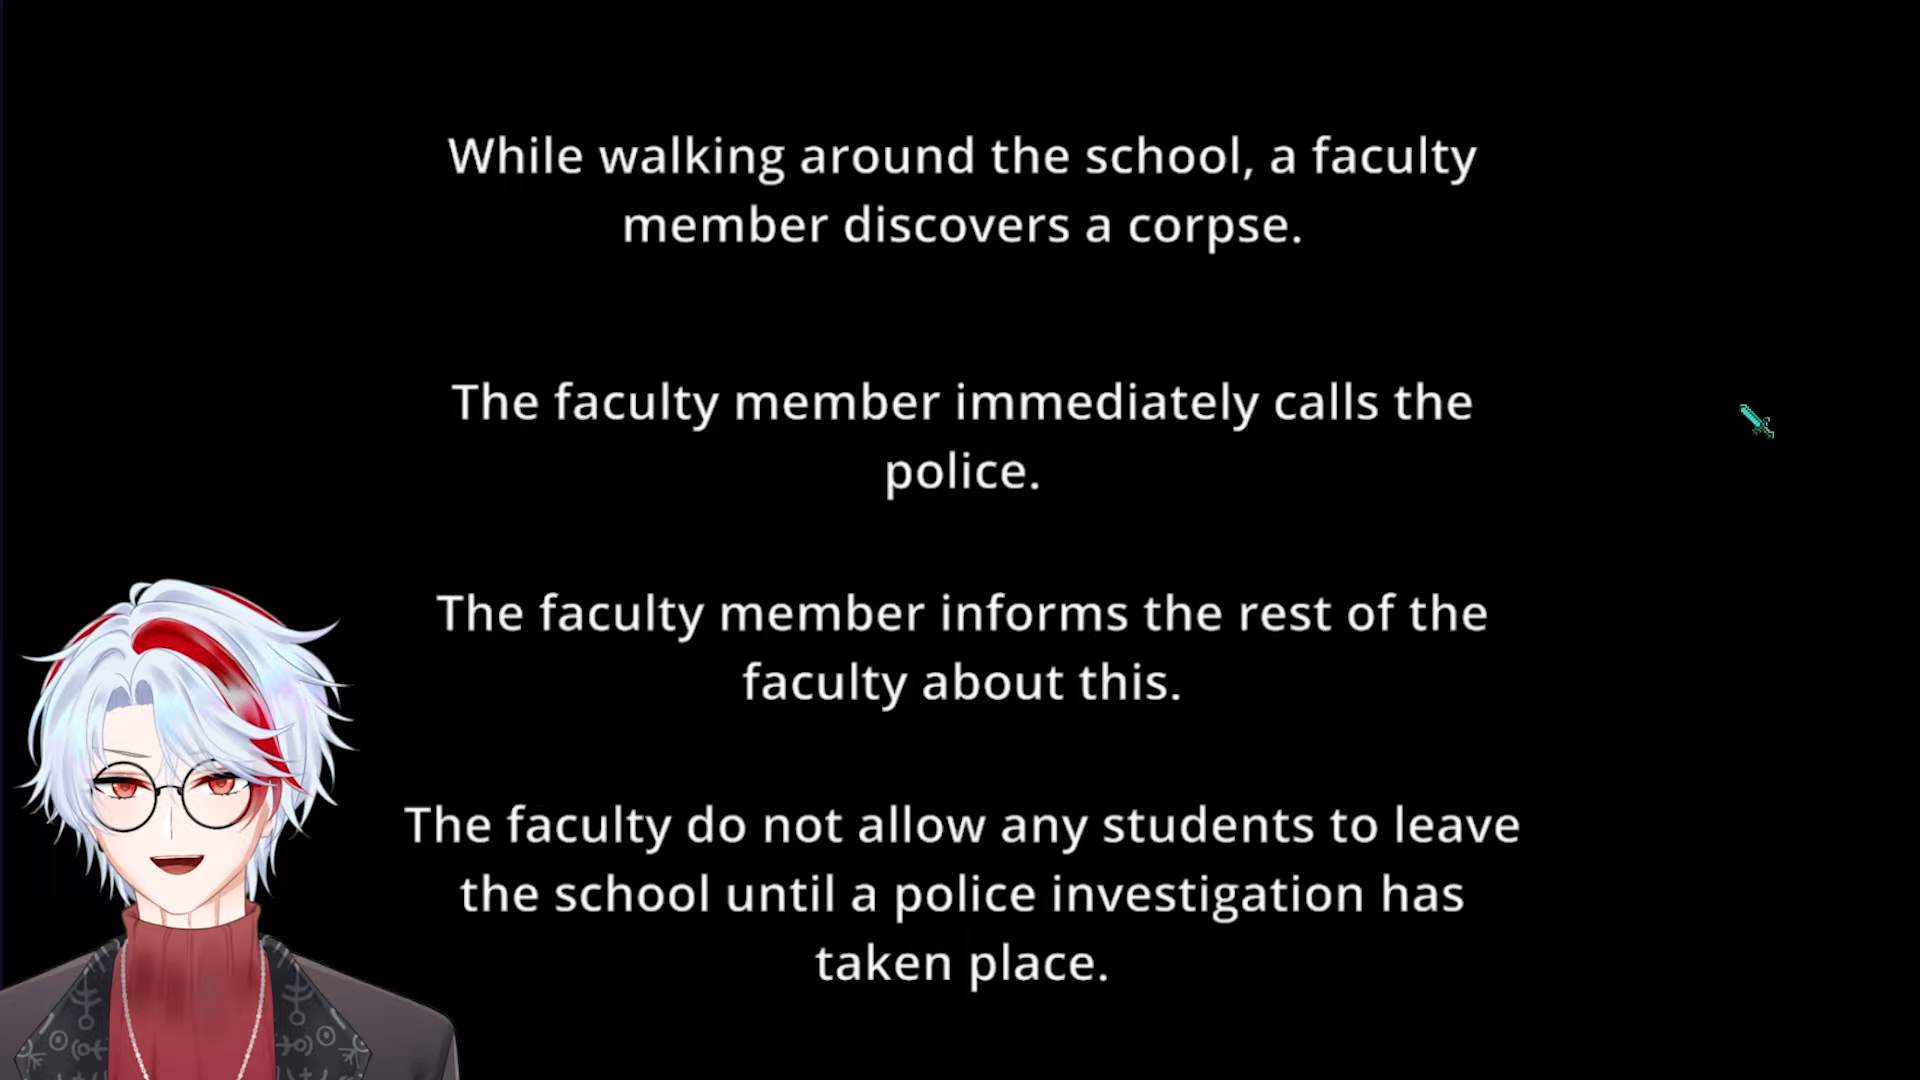 While walking around the school, a faculty
member discovers a corpse.
The faculty member immediately calls the
police.
The faculty member informs the rest of the
faculty about this.
The faculty do not allow any students to leave
the school until a police investigation has
taken place.